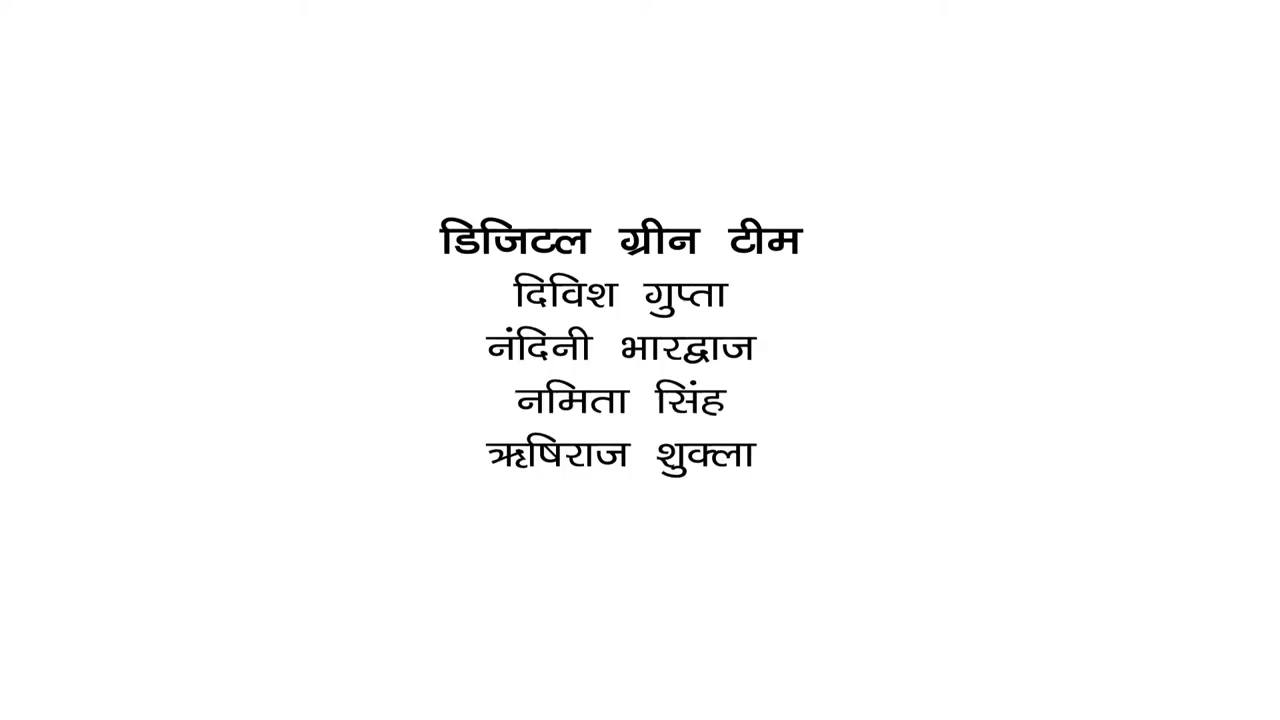 डिजिटल ग्रीन टीम
दिविश गुप्ता
नंदिनी भारद्वाज
नमिता सिंह
ऋषिराज शुक्ला